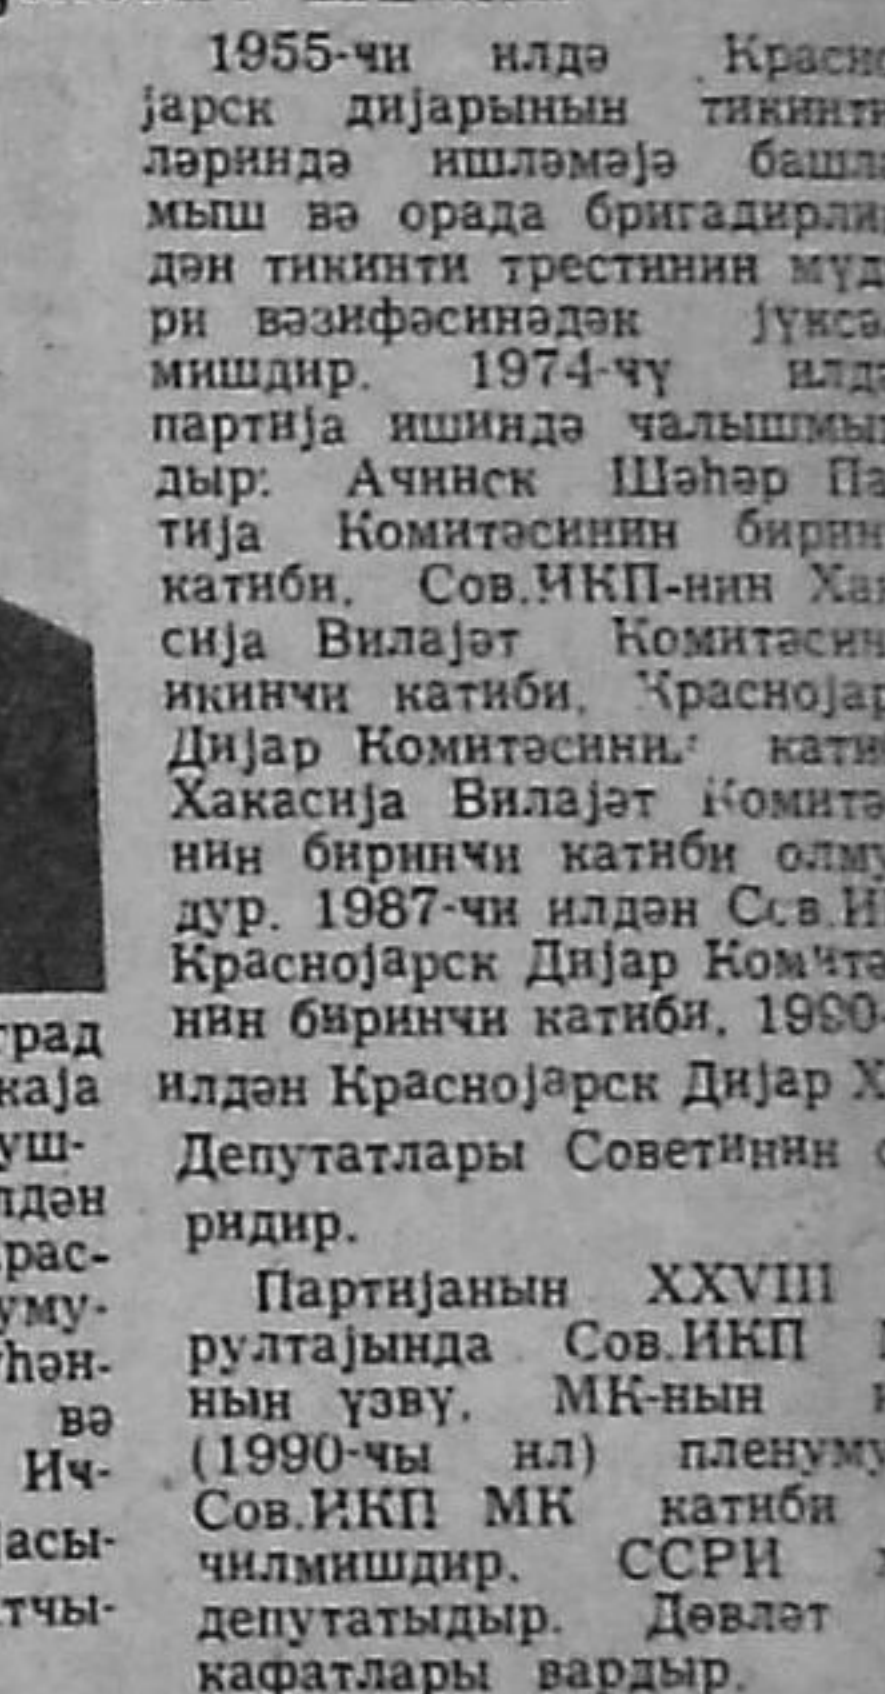 1955-чи илдә Красно
јарск дијарынын тикинти
ләриндә ишләмәјә башла
мыш вә орада бригадирли
дән тикинти трестинин мүд
ри вәзифәсинәдәк јүксә
мишдир. 1974-чү илдә
партија ишиндә чалышмыш
дыр: Ачинск Шәһәр Па
тија Комитәсинин бирин
катиби, Сов.ИКП-нин Ха
сија Вилајәт Комитәсин
икинчи катиби, Краснојар
Дијар Комитәсинин кати
Хакасија Вилајәт Комитә
нин биринчи катиби олму
дур. 1987-чи илдән Сов.И
Краснојарск Дијар Комитә
нин биринчи катиби, 1990-
илдән Краснојарск Дијар Х
Депутатлары Советинин с
ридир.
Партијанын XXVIII
рултајында Сов.ИКП
нын үзвү, МК-нын
(1990-чы ил) пленуму
Сов.ИКП МК катиби
чилмишдир. ССРИ
депутатыдыр. Дөвләт
кафатлары вардыр.
град
каја
уш-
лдән
рас-
уму-
һән-
вә
Ич-
асы-
тчы-